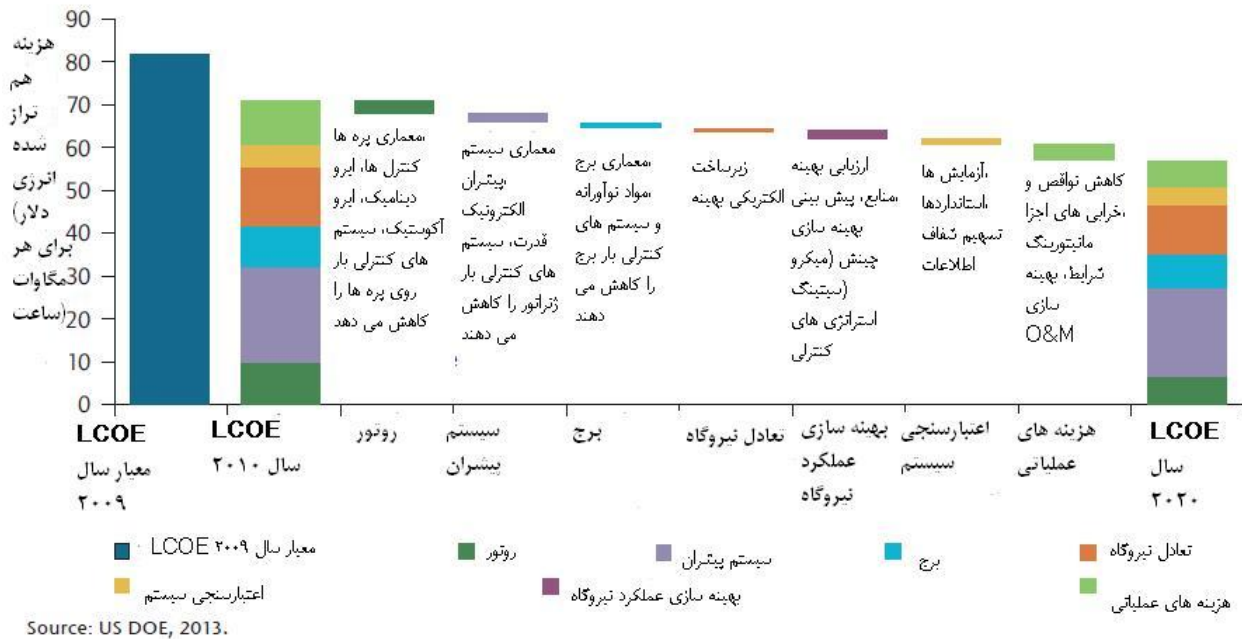 90
80
70
60
50
40
30
20
10
0
هزینه
هم
تراز
شده
انرژی
(دلار
برای هر
مگاوات
ساعت)
معماری پره ها،
کنترل ها، ایرو
دینامیک، ایرو
آکوستیک، سیستم
های کنترلی بار
روی پره ها را
کاهش می دهد
معماری سیستم
پیشران،
الکترونیک
قدرت، سیستم
های کنترلی بار
ژنراتور را کاهش
می دهند
معماری برج،
مواد نوآورانه،
و سیستم های
کنترلی بار برج
را کاهش می
دهند
زیرساخت
الکتریکی بهینه
ارزیابی بهینه
منابع، پیش بینی،
بهینه سازی
چینش (میکرو
سیتینگ)
استراتژی های
کنترلی
آزمایش ها،
استانداردها،
تسهیم شفاف
اطلاعات
کاهش نواقص و
خرابی های اجزا،
مانیتورینگ
شرایط، بهینه
سازی
O&M
LCOE
معیار سال
۲۰۰۹
LCOE
سال ۲۰۱۰
روتور
سیستم
پیشران
برج
تعادل نیروگاه
بهینه سازی
عملکرد
نیروگاه
اعتبارسنجی
سیستم
هزینه های
عملیاتی
LCOE
سال
۲۰۲۰
معیار سال ۲۰۰۹ LCOE
روتور
سیستم پیشران
برج
تعادل نیروگاه
اعتبارسنجی سیستم
بهینه سازی عملکرد نیروگاه
هزینه های عملیاتی
Source: US DOE, 2013.